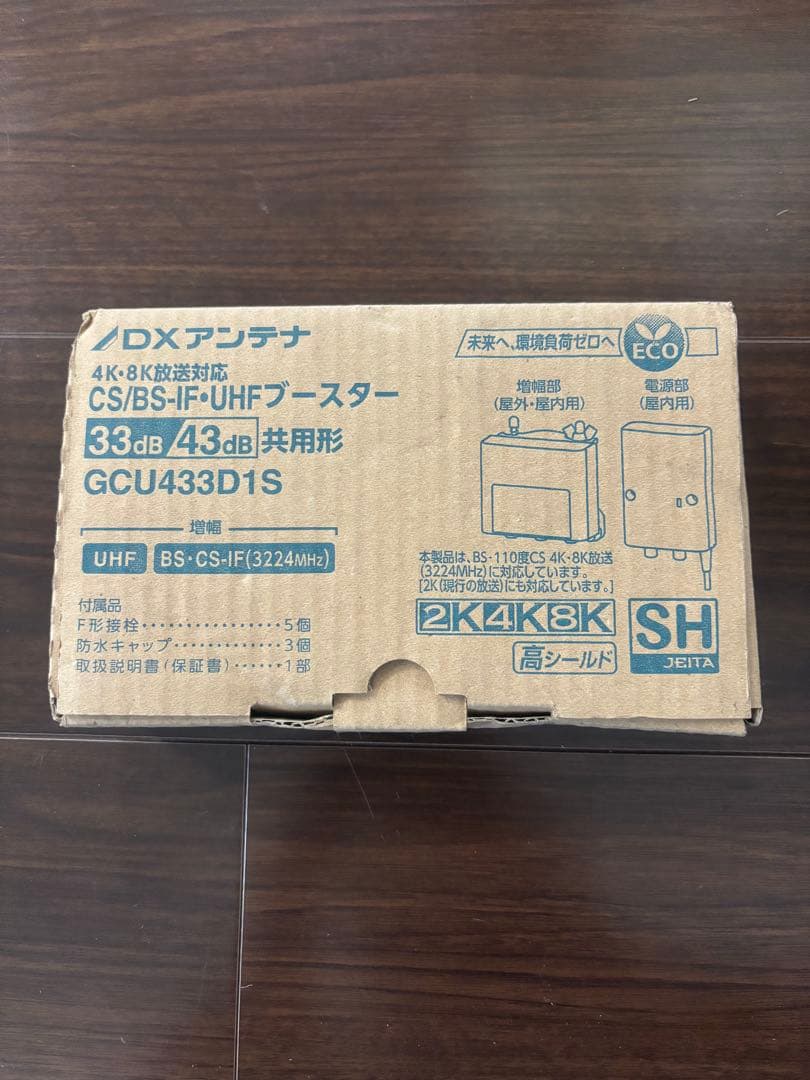 DXアンテナ
4K・8K放送対応
CS/BS-IF・UHFブースター
33dB/43dB 共用形
GCU433D1S
増幅
UHF BS・CS-IF(3224MHz)
付属品
F形接栓・・・・・・・・・・・・・・5個
防水キャップ・・・・・・・・・・・3個
取扱説明書(保証書)・・・・・・1部
未来へ、環境負荷ゼロへ
ECO
増幅部
(屋外・屋内用)
電源部
(屋内用)
本製品は、BS・110度CS 4K・8K放送
(3224MHz)に対応しています。
[2K(現行の放送)にも対応しています。]
2K4K8K
高シールド
SH
JEITA